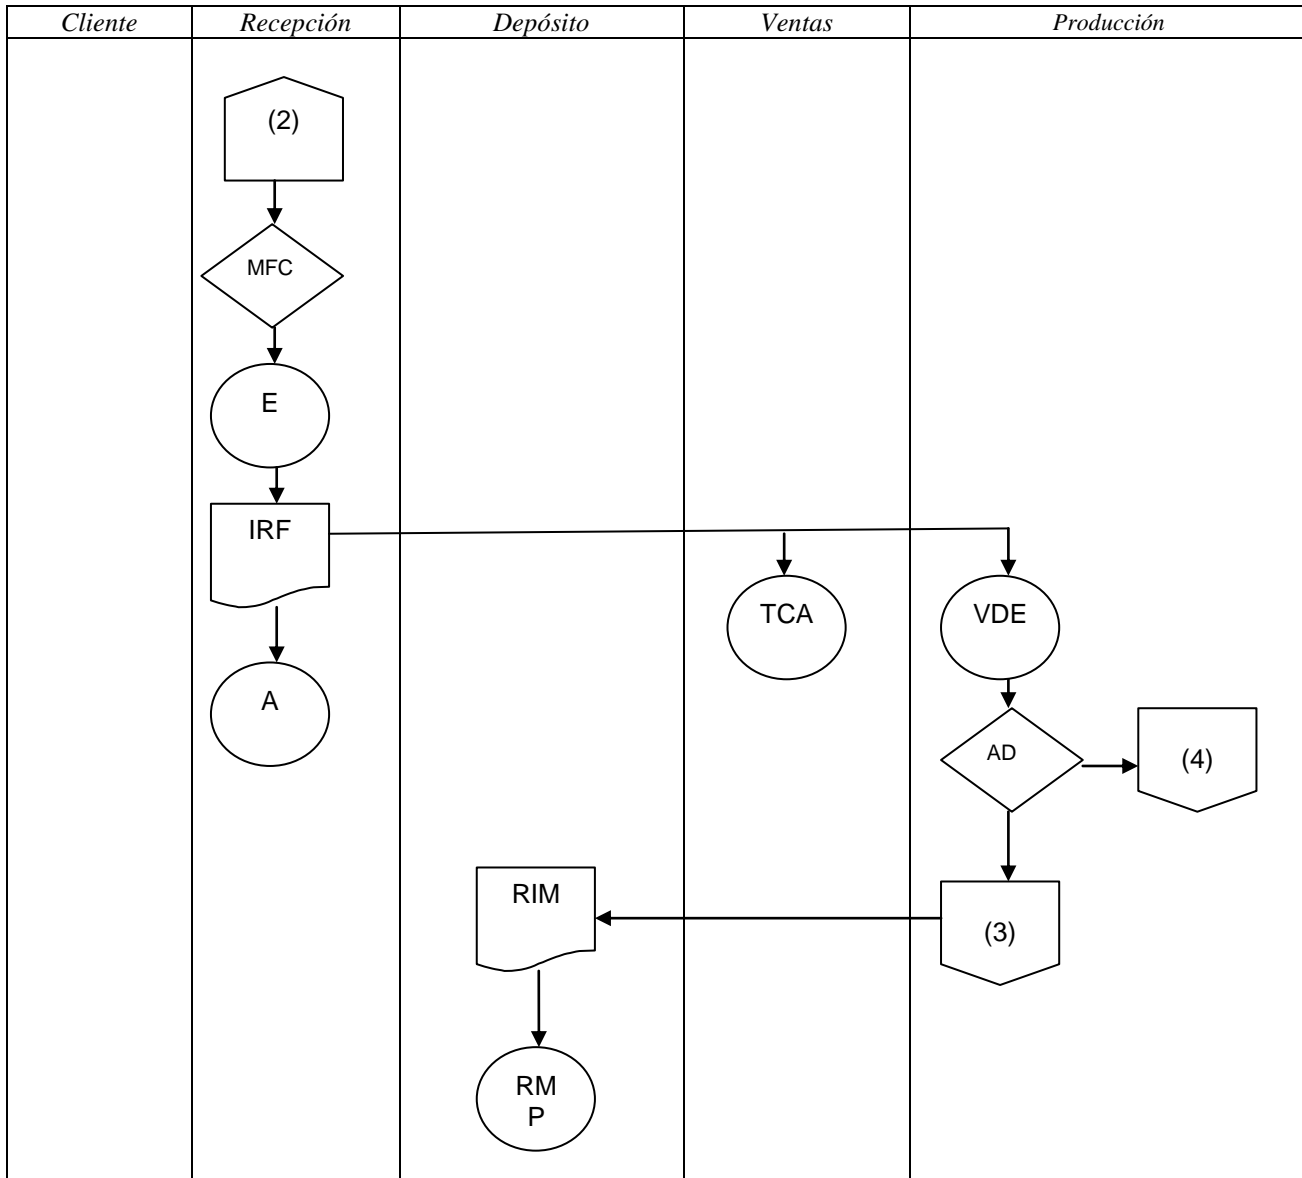 Cliente
Recepción
Depósito
Ventas
Producción
(2)
MFC
E
IRF
TCA
VDE
A
AD
(4)
RIM
(3)
RM
P